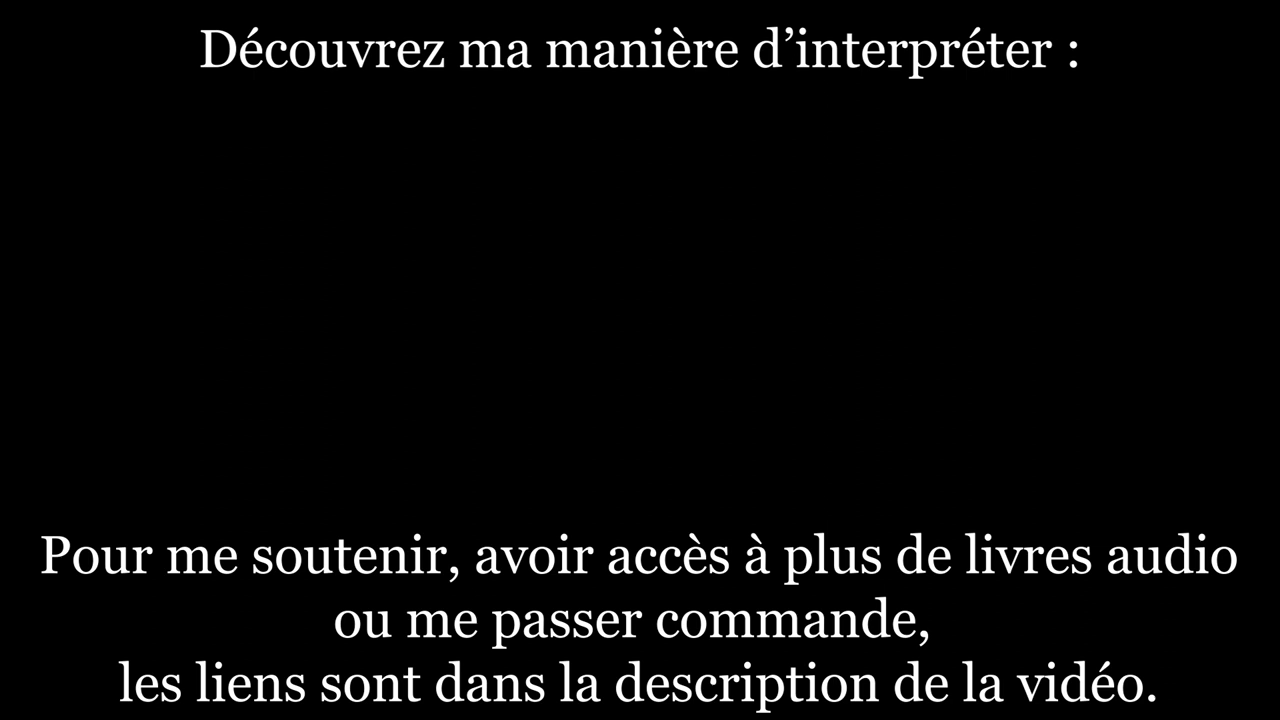 Découvrez ma manière d’interpréter :
Pour me soutenir, avoir accès à plus de livres audio
ou me passer commande,
les liens sont dans la description de la vidéo.